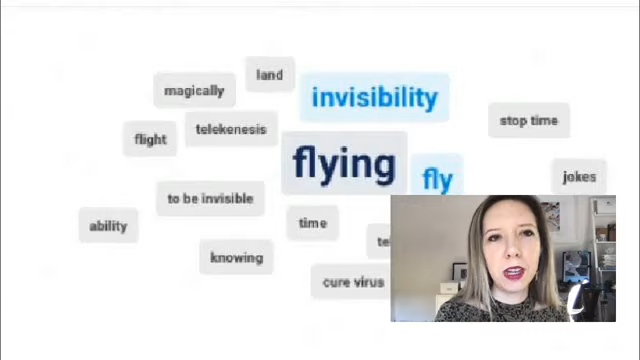 land
magically
invisibility
stop time
telekenesis
flight
flying
fly
jokes
to be invisible
ability
time
knowing
cure virus